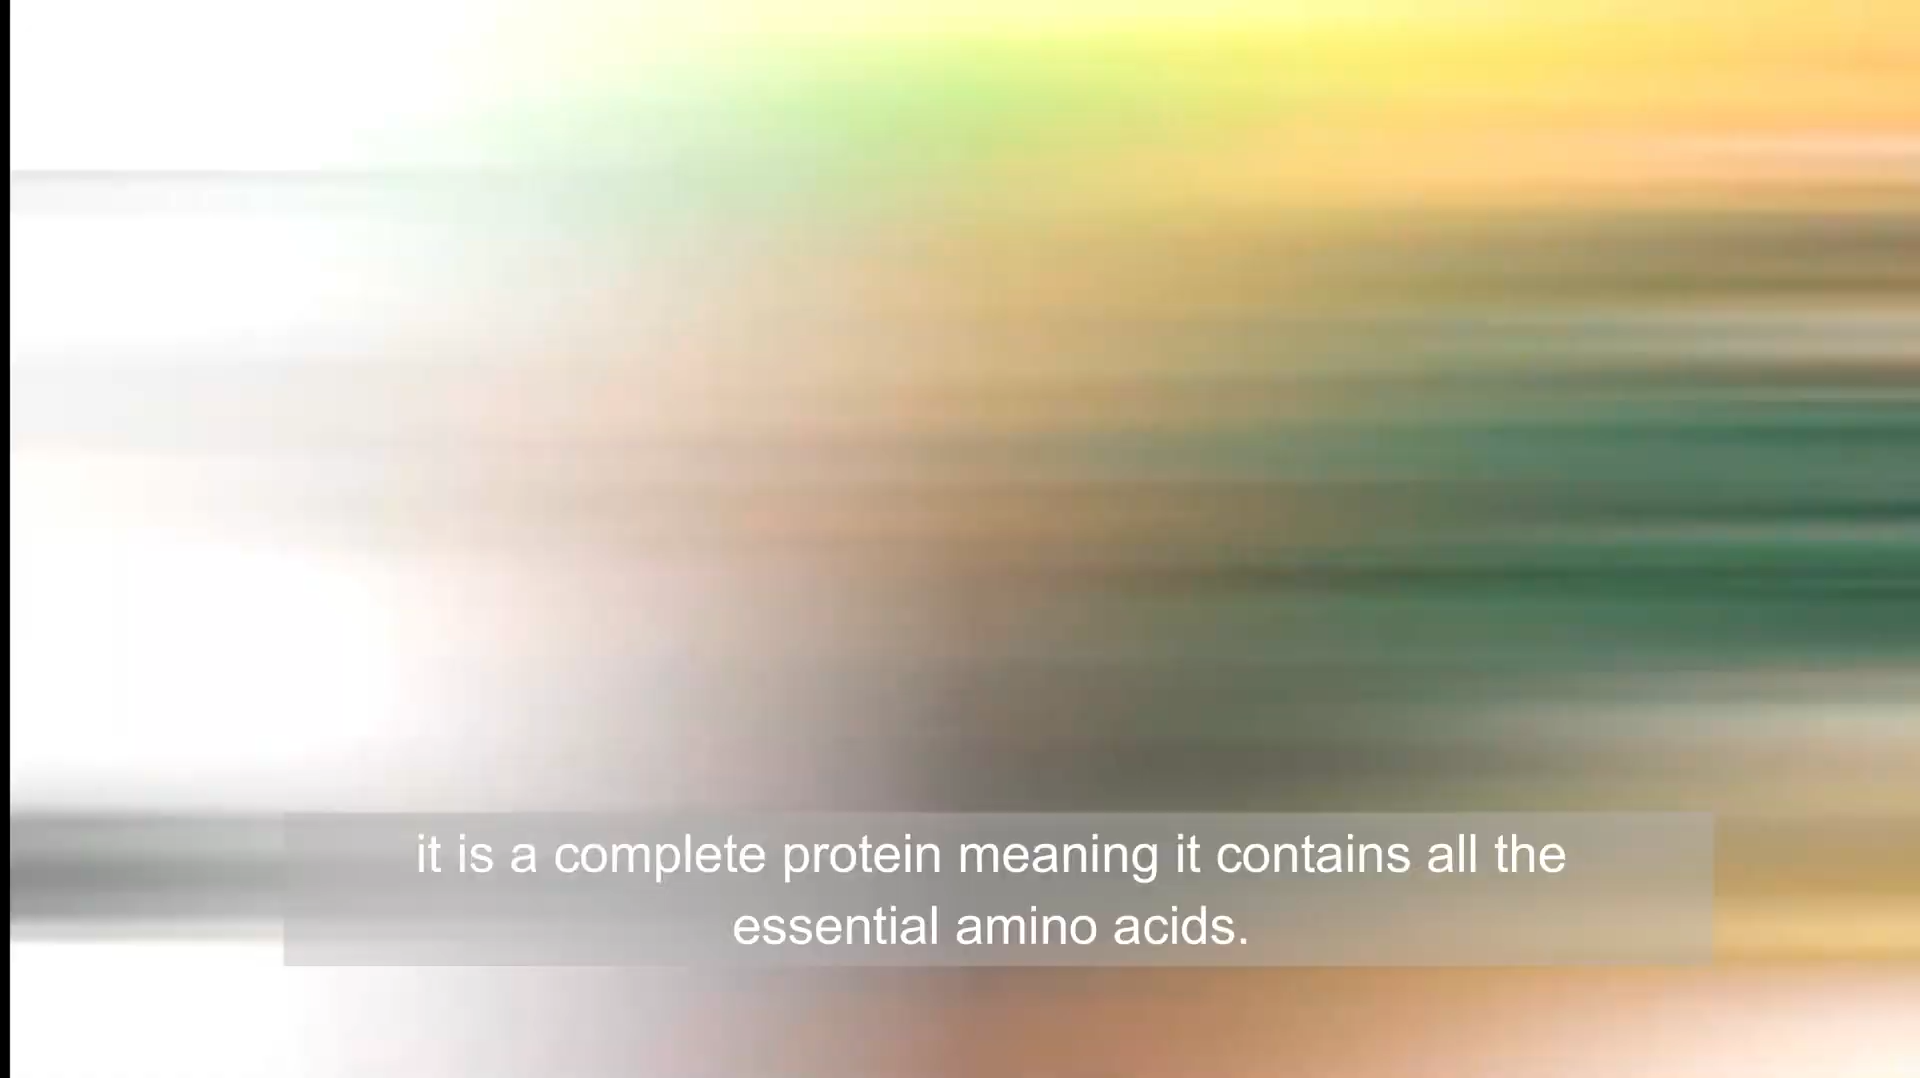 it is a complete protein meaning it contains all the
essential amino acids.